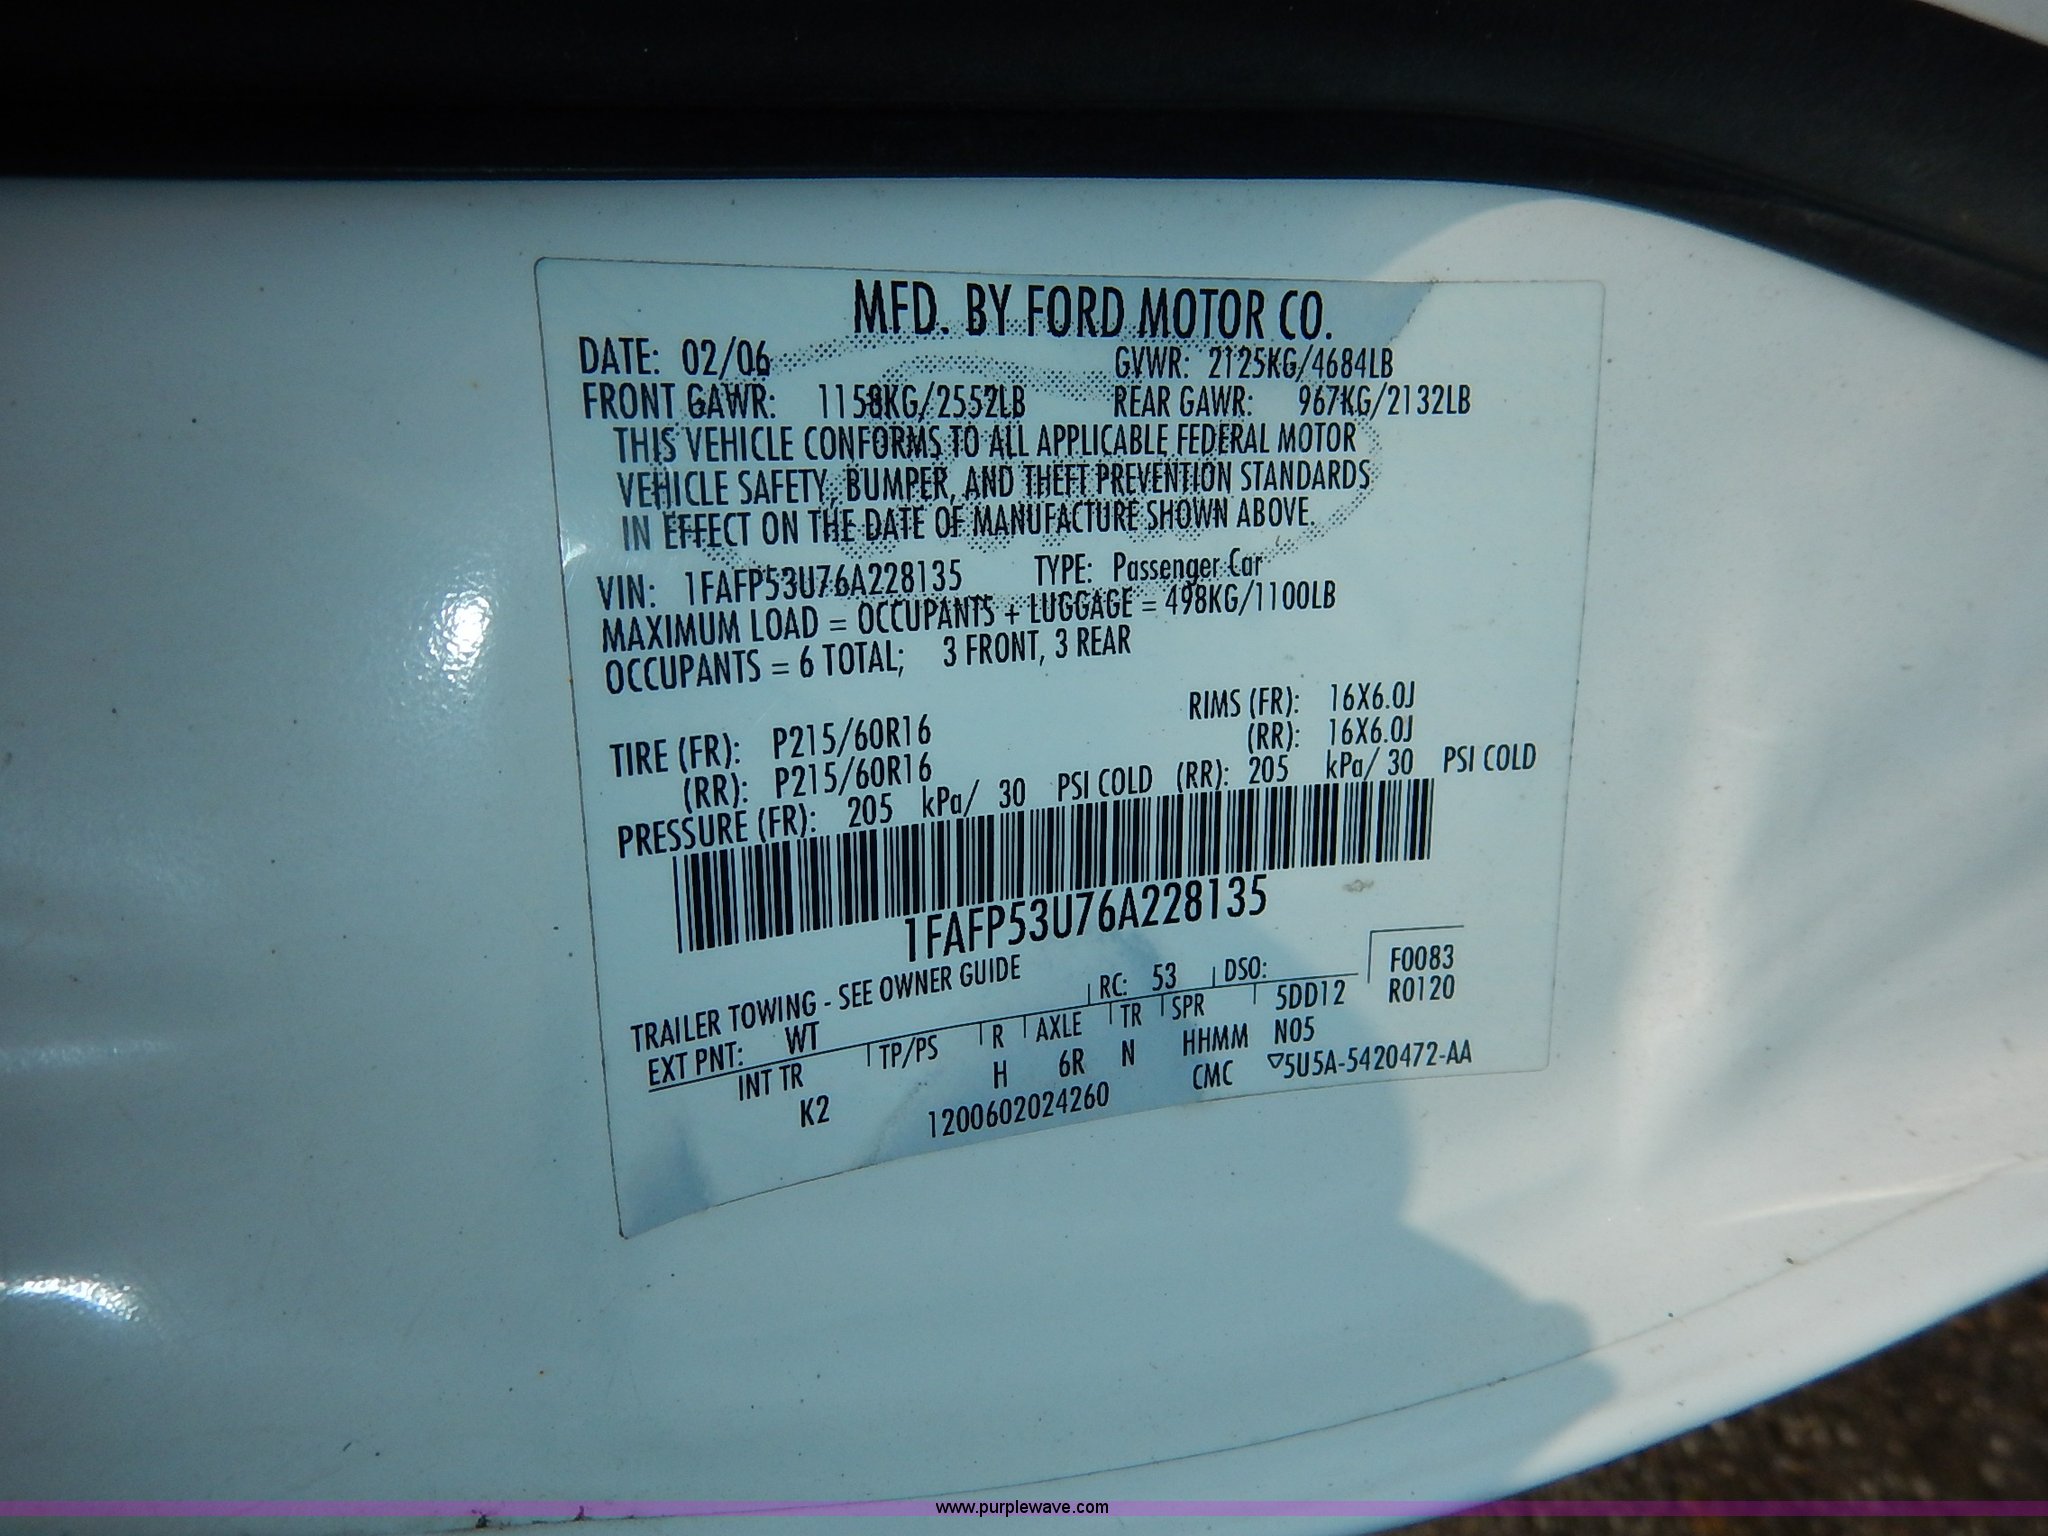 MFD. BY FORD MOTOR CO.
DATE: 02/06 GVWR: 2125KG/4684LB
FRONT GAWR: 1158KG/2552LB REAR GAWR: 967KG/2132LB
THIS VEHICLE CONFORMS TO ALL APPLICABLE FEDERAL MOTOR
VEHICLE SAFETY, BUMPER, AND THEFT PREVENTION STANDARDS
IN EFFECT ON THE DATE OF MANUFACTURE SHOWN ABOVE.
VIN: 1FAFP53U76A228135 TYPE: Passenger Car
MAXIMUM LOAD = OCCUPANTS + LUGGAGE = 498KG/1100LB
OCCUPANTS = 6 TOTAL; 3 FRONT, 3 REAR
TIRE (FR): P215/60R16 RIMS (FR): 16X6.0J
(RR): P215/60R16 (RR): 16X6.0J
PRESSURE (FR): 205 kPa/ 30 PSI COLD (RR): 205 kPa/ 30 PSI COLD
1FAFP53U76A228135
TRAILER TOWING - SEE OWNER GUIDE
EXT PNT: WT RC: 53 DSO: F0083
INT TR TP/PS R AXLE TR SPR 5DD12 R0120
K2 H 6R N HHMM N05
1200602024260 CMC ▽5U5A-5420472-AA
www.purplewave.com